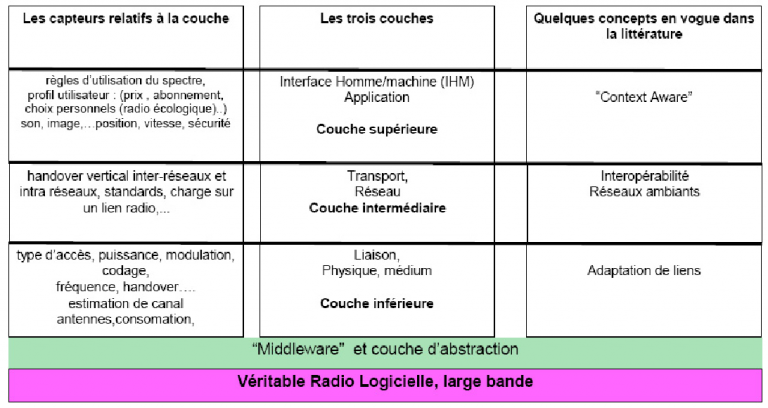 Les capteurs relatifs à la couche
Les trois couches
Quelques concepts en vogue dans
la littérature
règles d'utilisation du spectre,
profil utilisateur : (prix , abonnement,
choix personnels (radio écologique)..)
son, image,…position, vitesse, sécurité
Interface Homme/machine (IHM)
Application
Couche supérieure
"Context Aware"
handover vertical inter-réseaux et
intra réseaux, standards, charge sur
un lien radio,...
Transport,
Réseau
Couche intermédiaire
Interopérabilité
Réseaux ambiants
type d'accès, puissance, modulation,
codage,
fréquence, handover….
estimation de canal
antennes,consomation,
Liaison,
Physique, médium
Couche inférieure
Adaptation de liens
"Middleware" et couche d'abstraction
Véritable Radio Logicielle, large bande